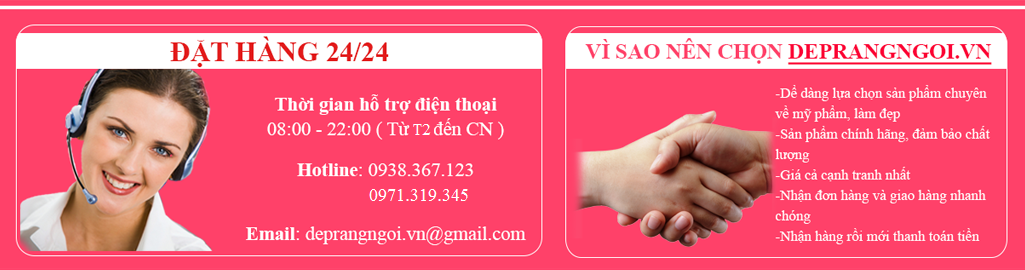 ĐẶT HÀNG 24/24
Thời gian hỗ trợ điện thoại
08:00 - 22:00 ( Từ T2 đến CN )
Hotline: 0938.367.123
0971.319.345
Email: deprangngoi.vn@gmail.com
VÌ SAO NÊN CHỌN DEPRANGNGOI.VN
-Dể dàng lựa chọn sản phẩm chuyên
về mỹ phẩm, làm đẹp
-Sản phẩm chính hãng, đảm bảo chất
lượng
-Giá cả cạnh tranh nhất
-Nhận đơn hàng và giao hàng nhanh
chóng
-Nhận hàng rồi mới thanh toán tiền